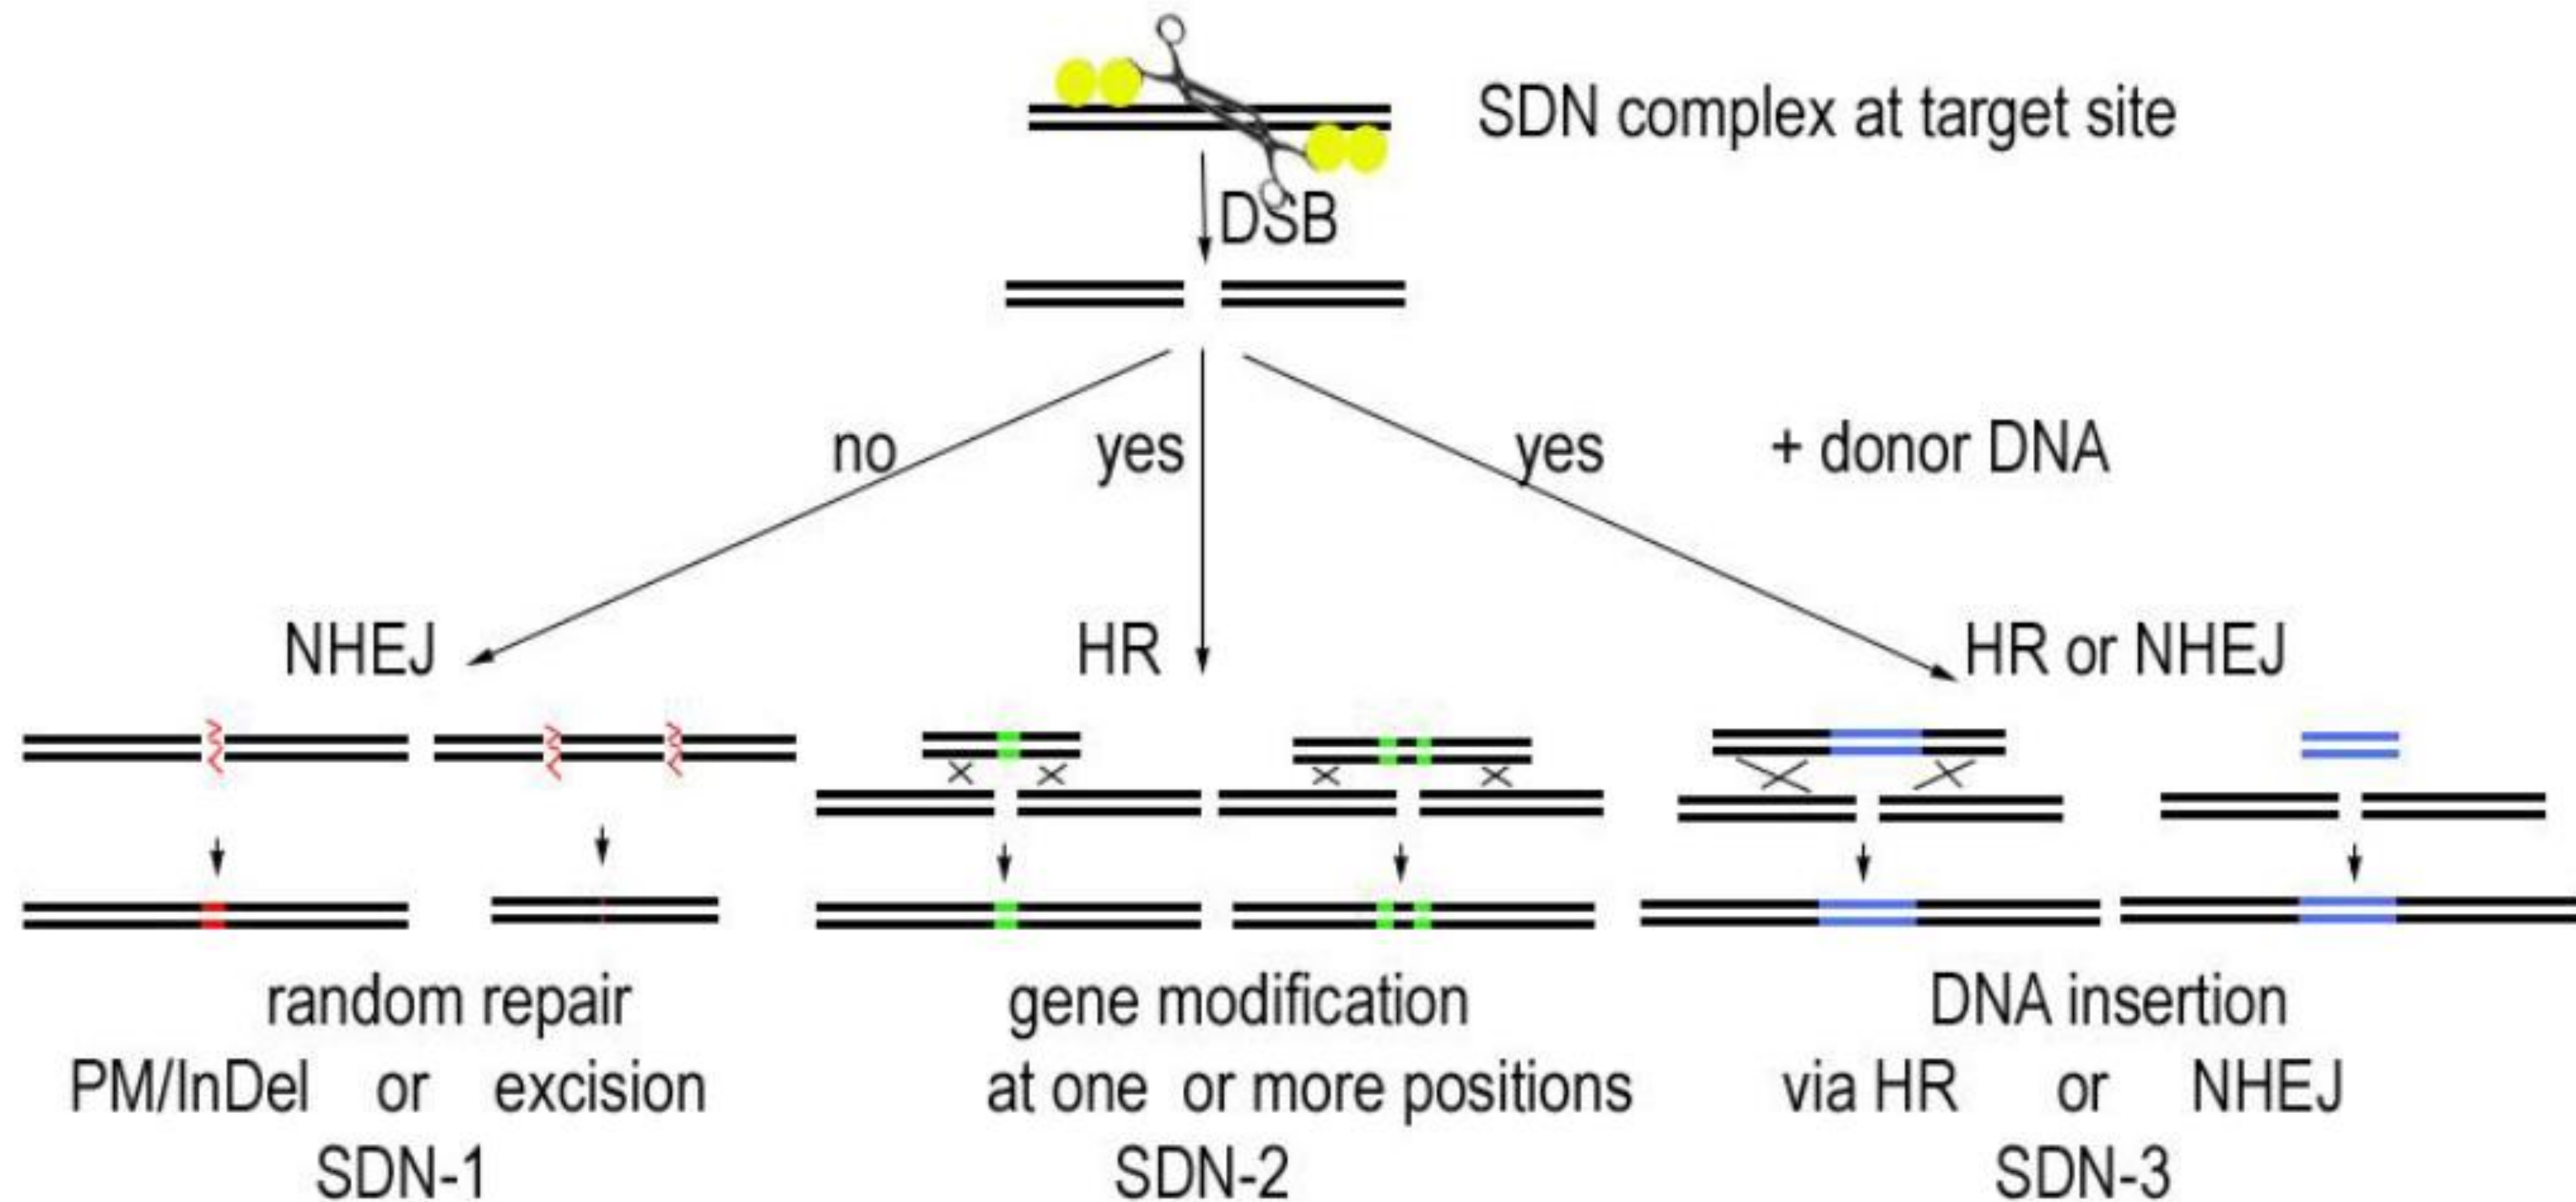 SDN complex at target site
DSB
no yes yes + donor DNA
NHEJ HR HR or NHEJ
random repair gene modification DNA insertion
PM/InDel or excision at one or more positions via HR or NHEJ
SDN-1 SDN-2 SDN-3